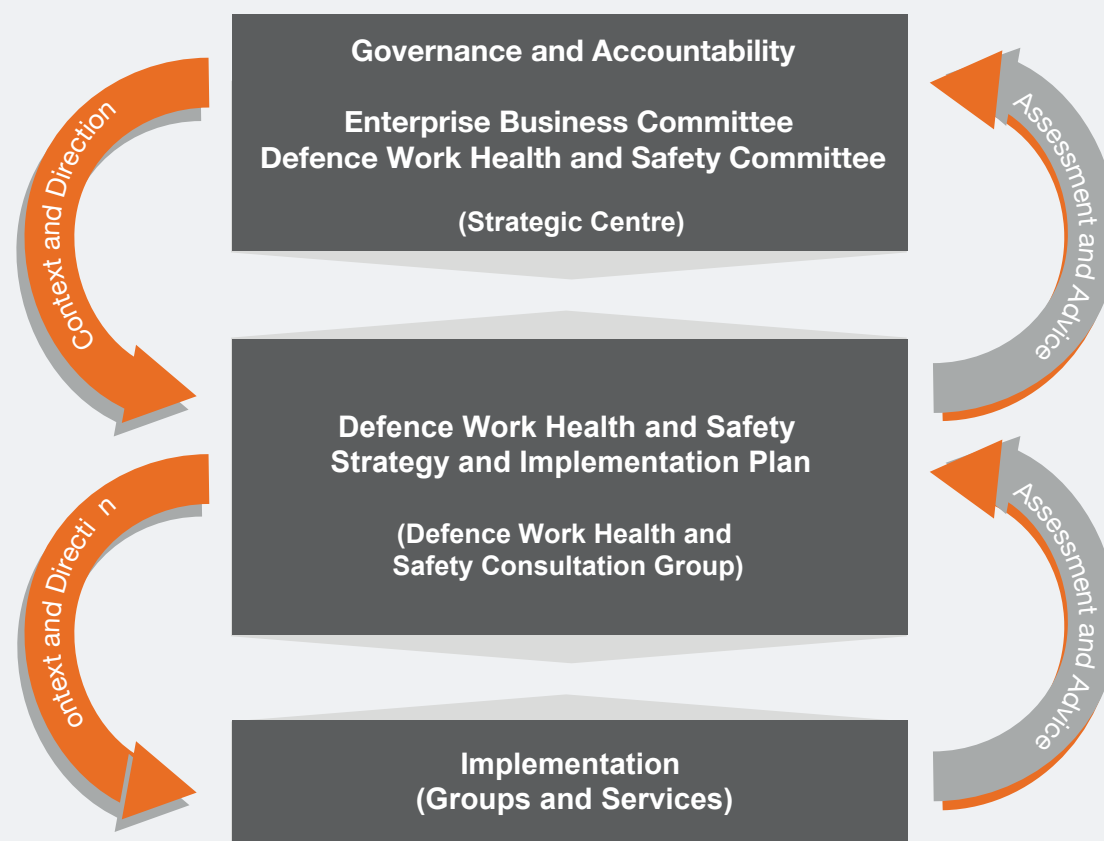 Governance and Accountability
Enterprise Business Committee
Defence Work Health and Safety Committee
(Strategic Centre)
Context and Direction
Assessment and Advice
Defence Work Health and Safety
Strategy and Implementation Plan
(Defence Work Health and
Safety Consultation Group)
ontext and Directi n
Assessment and Advice
Implementation
(Groups and Services)